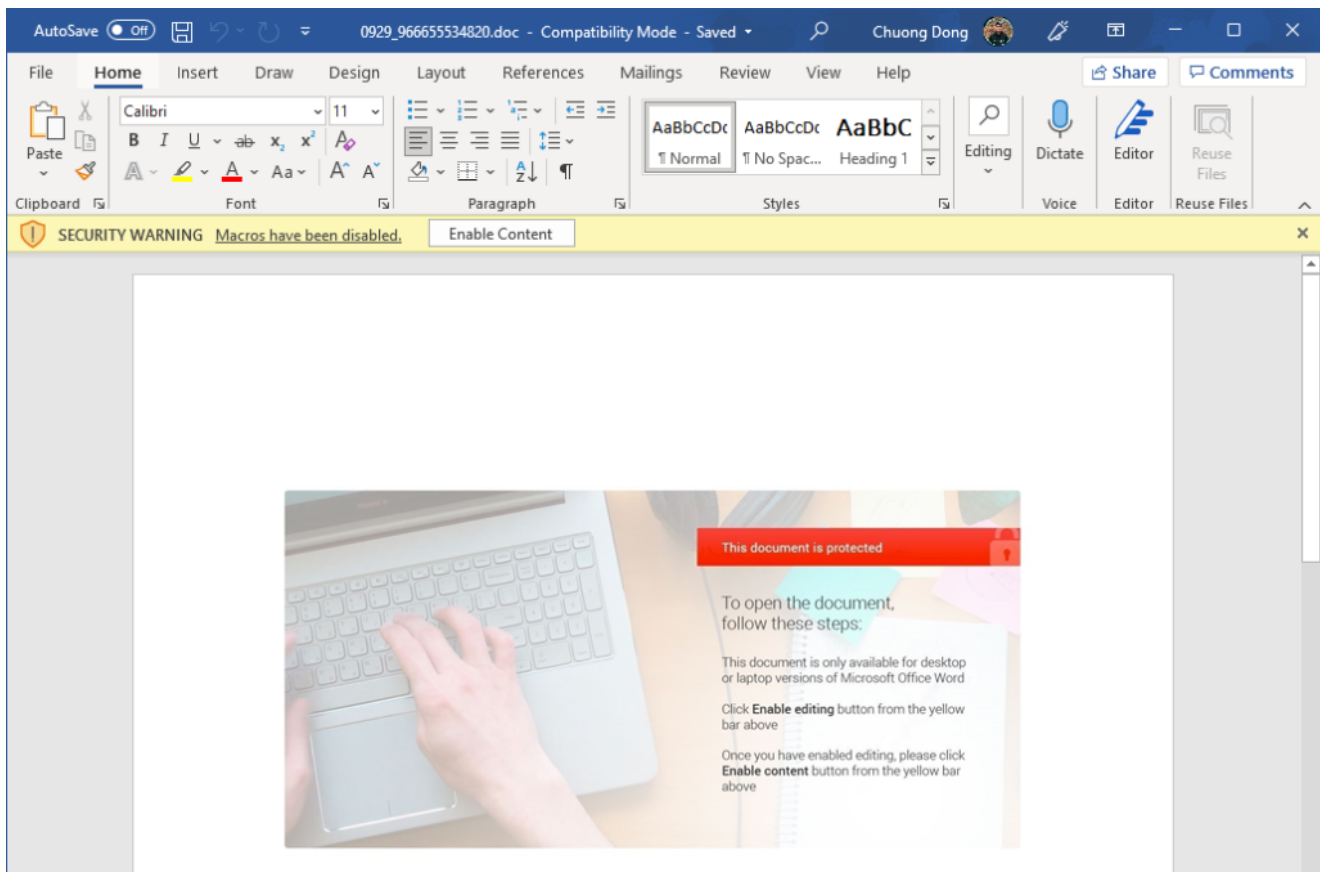 AutoSave Off 0929_966655534820.doc - Compatibility Mode - Saved Chuong Dong
File Home Insert Draw Design Layout References Mailings Review View Help Share Comments
Calibri 11
B I U ab x₂ x² A
A A Aa A A
Paste
AaBbCcDc AaBbCcDc AaBbC
¶ Normal ¶ No Spac... Heading 1
Editing
Dictate
Editor
Reuse
Files
Clipboard Font Paragraph Styles Voice Editor Reuse Files
SECURITY WARNING Macros have been disabled. Enable Content
This document is protected
To open the document,
follow these steps:
This document is only available for desktop
or laptop versions of Microsoft Office Word
Click Enable editing button from the yellow
bar above
Once you have enabled editing, please click
Enable content button from the yellow bar
above